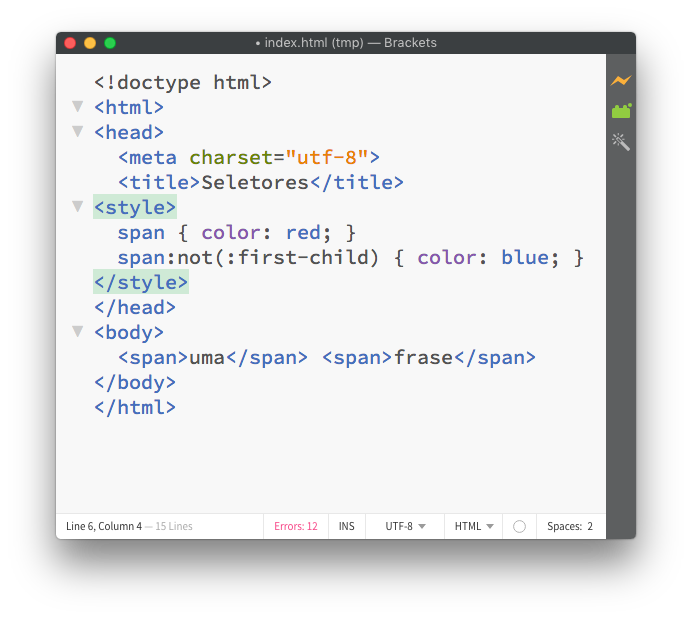 • index.html (tmp) — Brackets
<!doctype html>
<html>
<head>
<meta charset="utf-8">
<title>Seletores</title>
<style>
span { color: red; }
span:not(:first-child) { color: blue; }
</style>
</head>
<body>
<span>uma</span> <span>frase</span>
</body>
</html>
Line 6, Column 4 — 15 Lines Errors: 12 INS UTF-8 HTML Spaces: 2